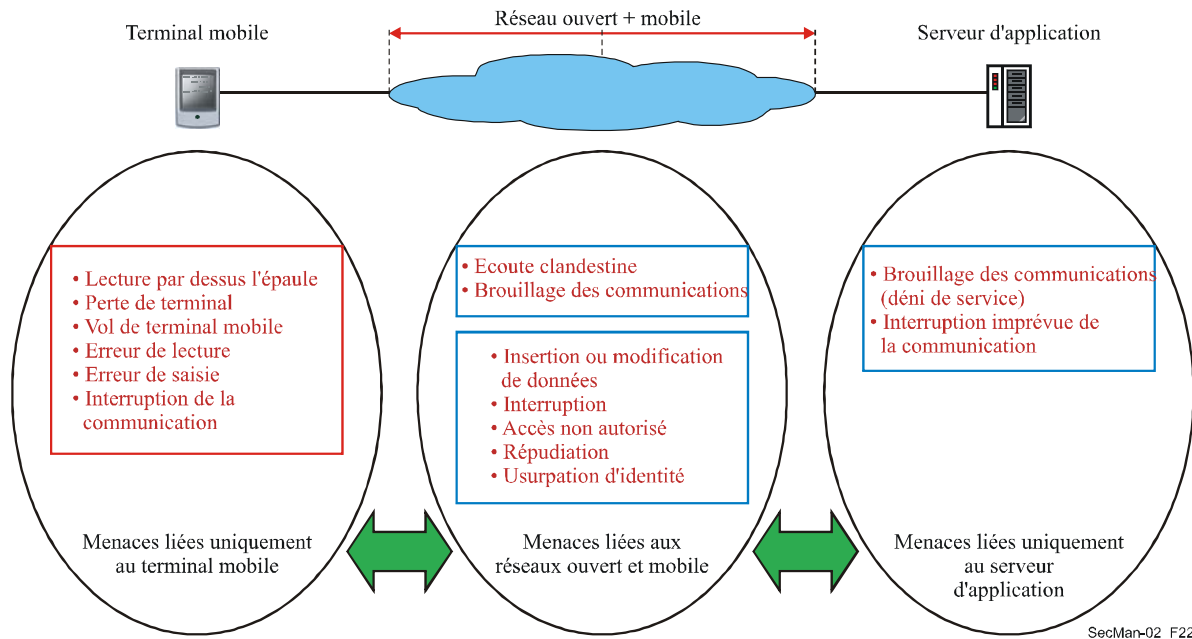 Réseau ouvert + mobile
Terminal mobile
Serveur d'application
• Lecture par dessus l'épaule
• Perte de terminal
• Vol de terminal mobile
• Erreur de lecture
• Erreur de saisie
• Interruption de la
communication
• Ecoute clandestine
• Brouillage des communications
• Insertion ou modification
de données
• Interruption
• Accès non autorisé
• Répudiation
• Usurpation d'identité
• Brouillage des communications
(déni de service)
• Interruption imprévue de
la communication
Menaces liées uniquement
au terminal mobile
Menaces liées aux
réseaux ouvert et mobile
Menaces liées uniquement
au serveur
d'application
SecMan-02_F22